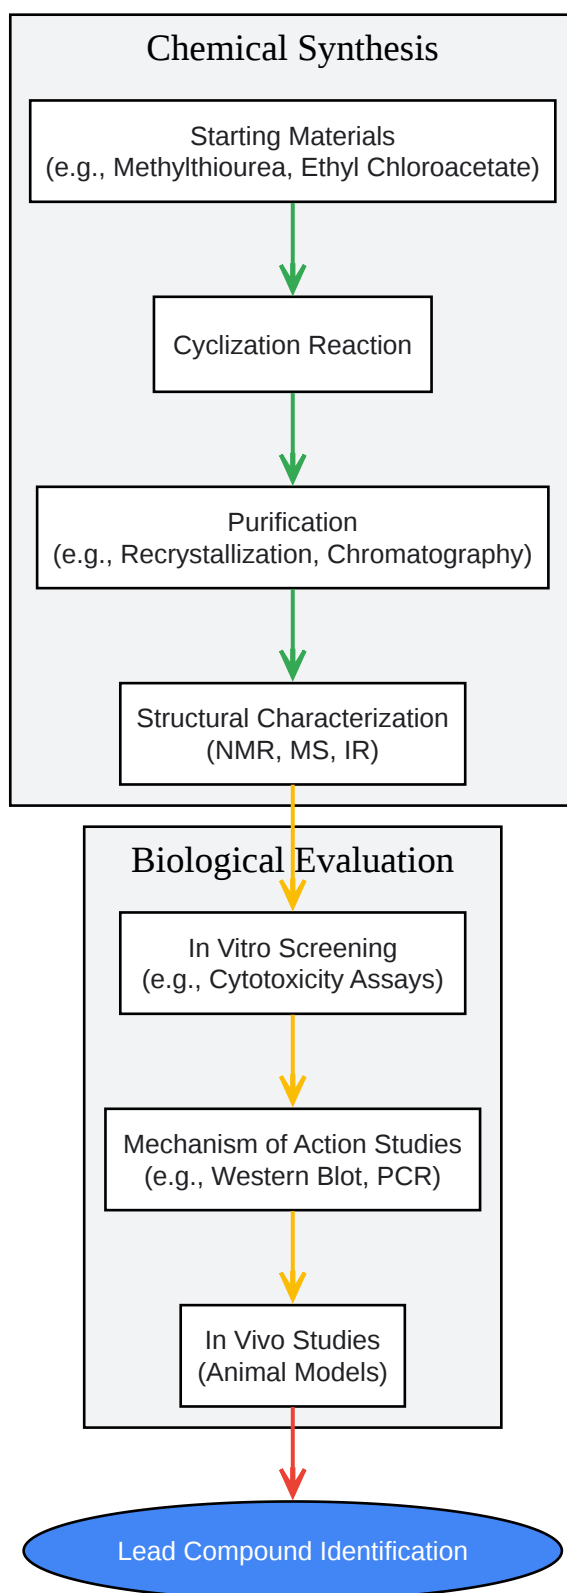 Chemical Synthesis
Starting Materials
(e.g., Methylthiourea, Ethyl Chloroacetate)
Cyclization Reaction
Purification
(e.g., Recrystallization, Chromatography)
Structural Characterization
(NMR, MS, IR)
Biological Evaluation
In Vitro Screening
(e.g., Cytotoxicity Assays)
Mechanism of Action Studies
(e.g., Western Blot, PCR)
In Vivo Studies
(Animal Models)
Lead Compound Identification